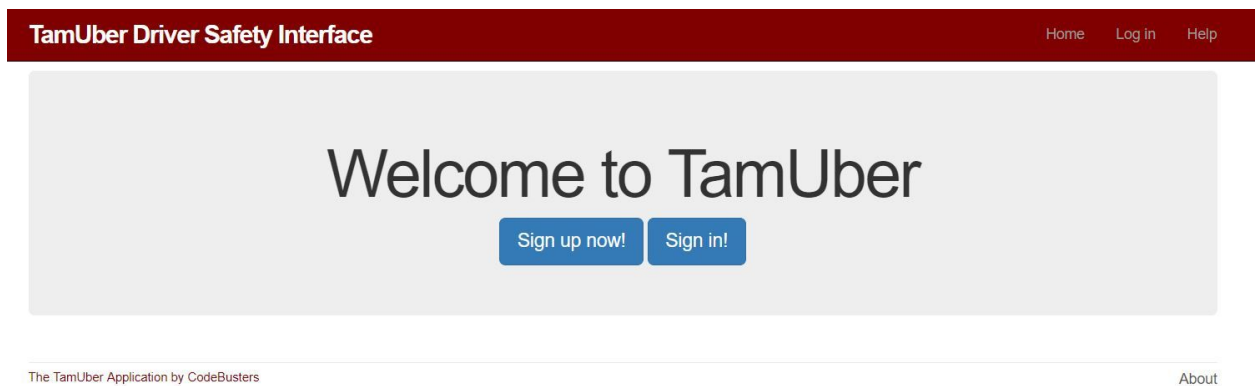 TamUber Driver Safety Interface Home Log in Help
Welcome to TamUber
Sign up now! Sign in!
The TamUber Application by CodeBusters About